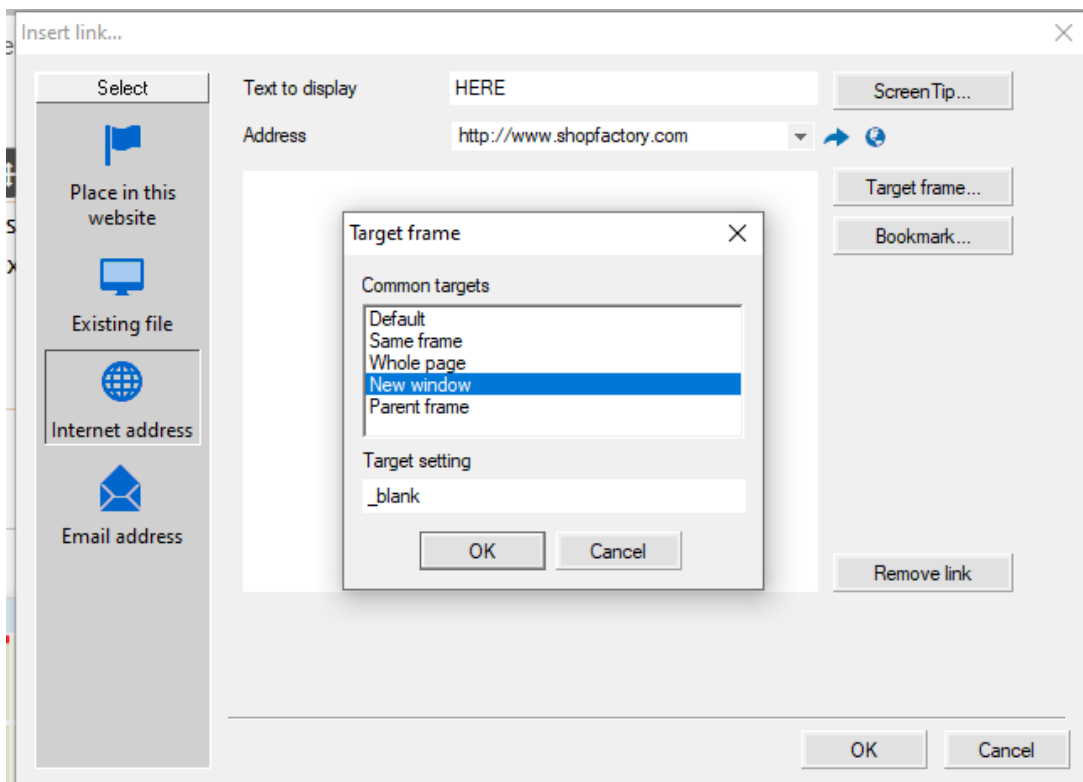 Insert link...
Select
Place in this
website
Existing file
Internet address
Email address
Text to display
HERE
ScreenTip...
Address
http://www.shopfactory.com
Target frame...
Bookmark...
Target frame
Common targets
Default
Same frame
Whole page
New window
Parent frame
Target setting
_blank
OK
Cancel
Remove link
OK
Cancel